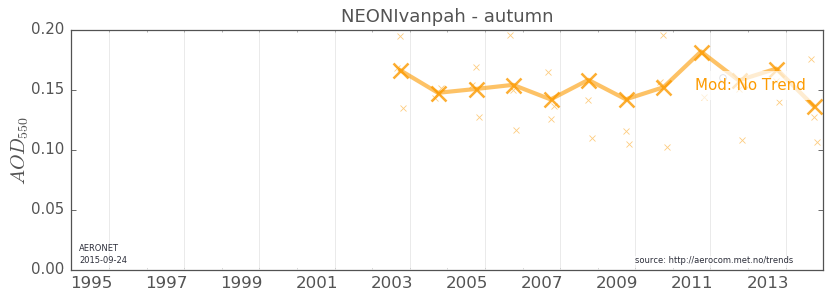 NEONIvanpah - autumn
0.20
0.15
0.10
0.05
0.00
AOD550
Mod: No Trend
AERONET
2015-09-24
source: http://aerocom.met.no/trends
1995 1997 1999 2001 2003 2005 2007 2009 2011 2013